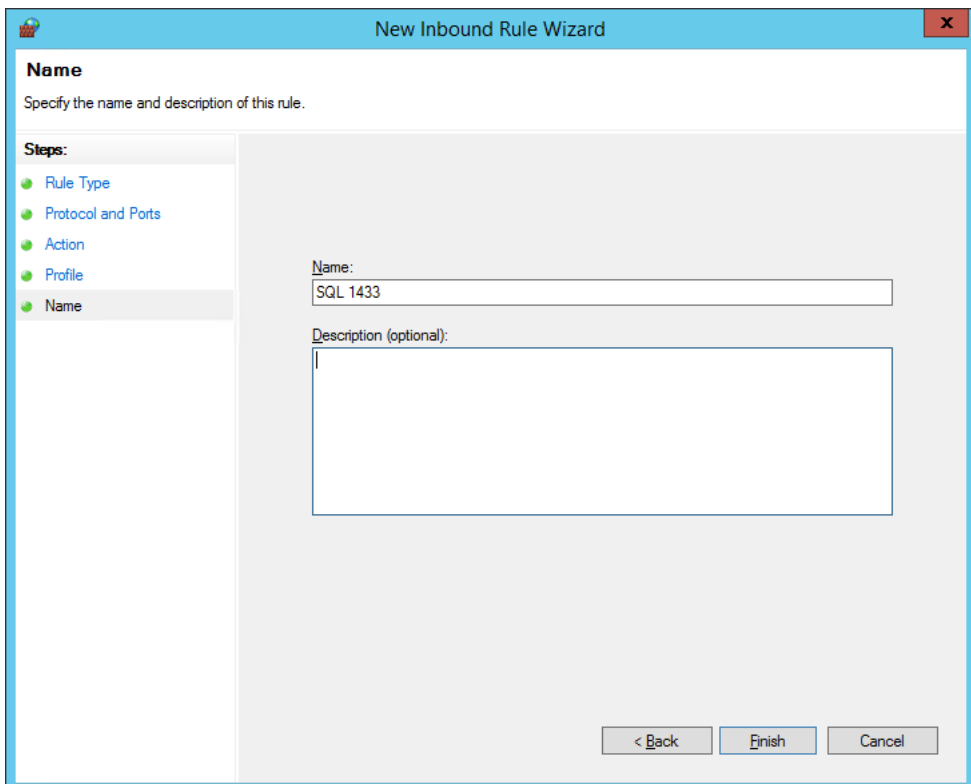 New Inbound Rule Wizard
x
Name
Specify the name and description of this rule.
Steps:
Rule Type
Protocol and Ports
Action
Profile
Name
Name:
SQL 1433
Description (optional):
< Back
Finish
Cancel